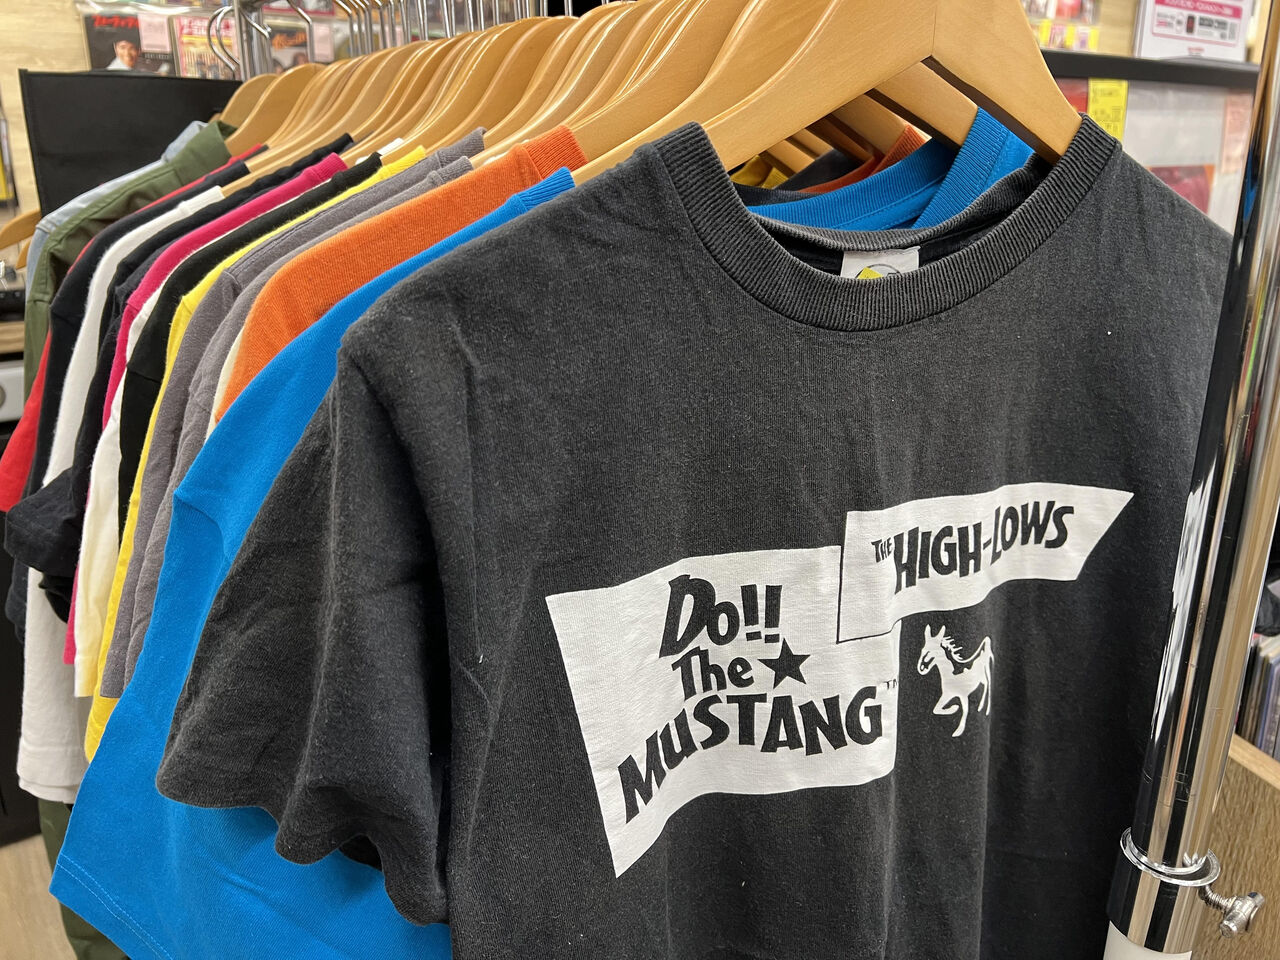 THE HIGH-LOWS
Do!!
The ★
MUSTANG™